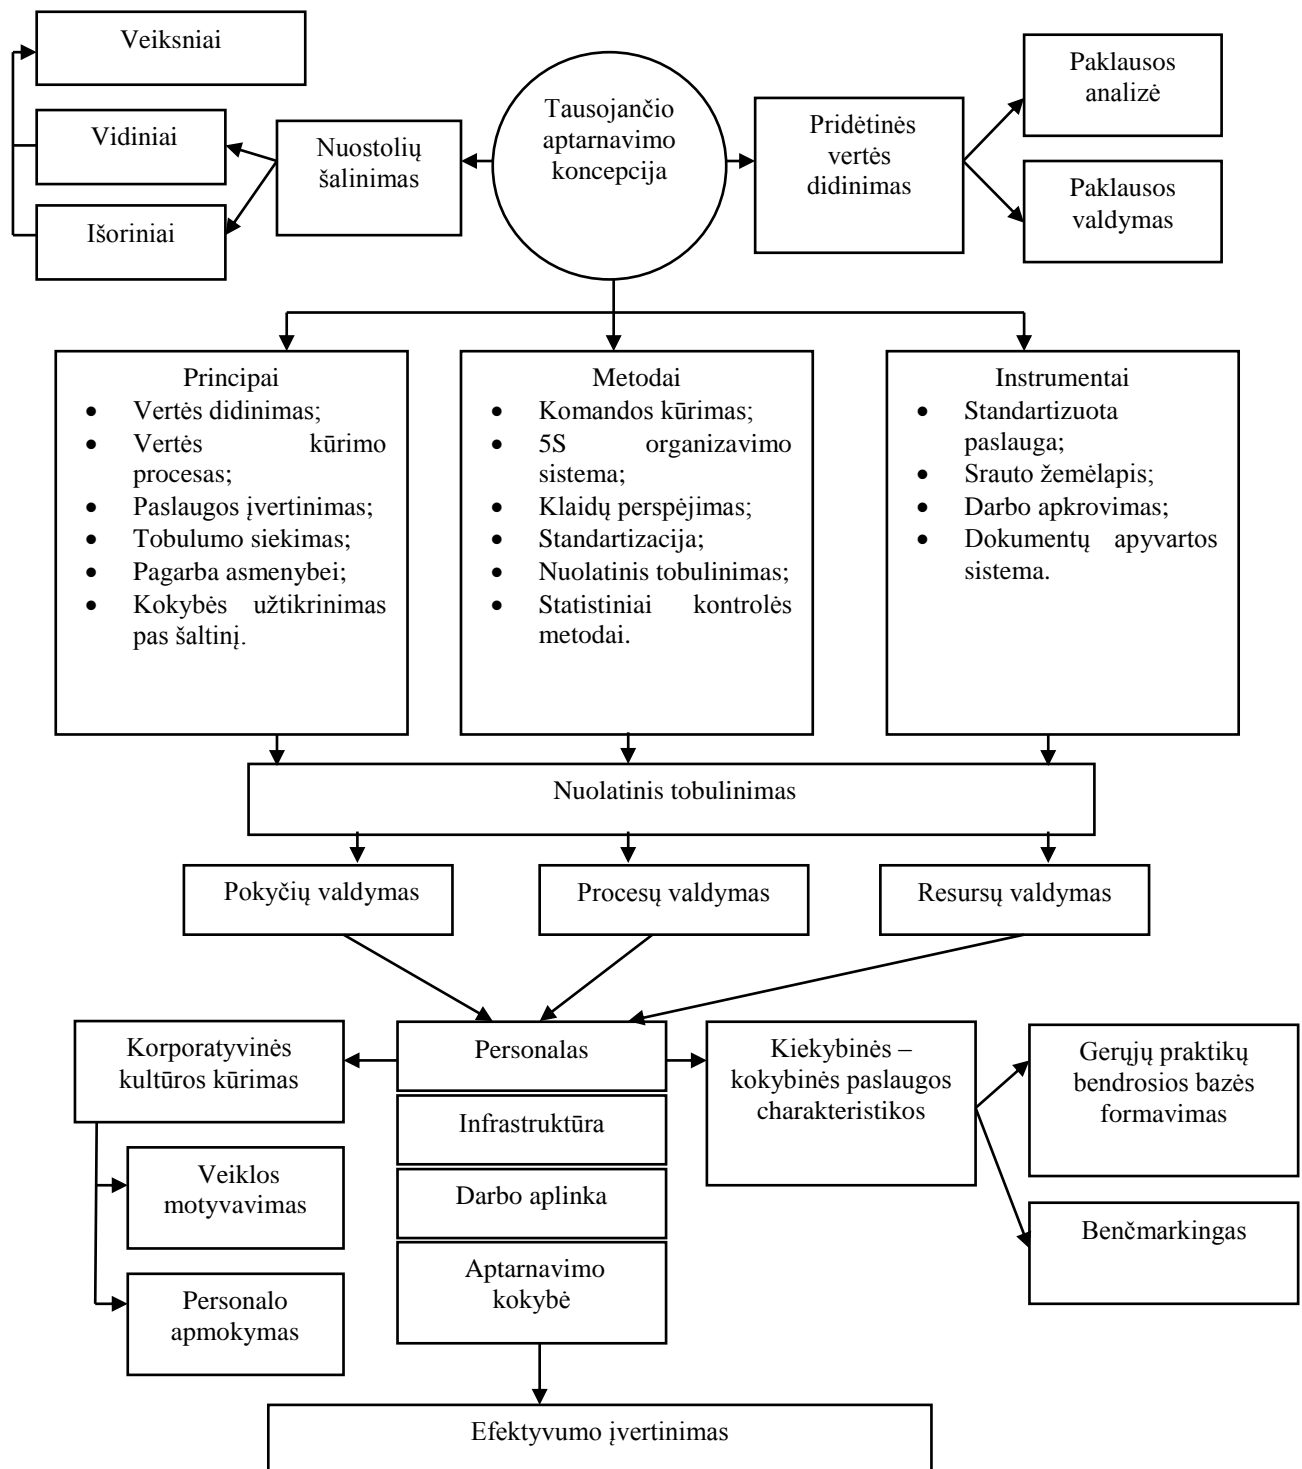 Veiksniai
Vidiniai
Išoriniai
Nuostolių
šalinimas
Tausojančio
aptarnavimo
koncepcija
Pridėtinės
vertės
didinimas
Paklausos
analizė
Paklausos
valdymas
Principai
• Vertės didinimas;
• Vertės kūrimo
procesas;
• Paslaugos įvertinimas;
• Tobulumo siekimas;
• Pagarba asmenybei;
• Kokybės užtikrinimas
pas šaltinį.
Metodai
• Komandos kūrimas;
• 5S organizavimo
sistema;
• Klaidų perspėjimas;
• Standartizacija;
• Nuolatinis tobulinimas;
• Statistiniai kontrolės
metodai.
Instrumentai
• Standartizuota
paslauga;
• Srauto žemėlapis;
• Darbo apkrovimas;
• Dokumentų apyvartos
sistema.
Nuolatinis tobulinimas
Pokyčių valdymas
Procesų valdymas
Resursų valdymas
Korporatyvinės
kultūros kūrimas
Veiklos
motyvavimas
Personalo
apmokymas
Personalas
Infrastruktūra
Darbo aplinka
Aptarnavimo
kokybė
Kiekybinės –
kokybinės paslaugos
charakteristikos
Gerųjų praktikų
bendrosios bazės
formavimas
Benčmarkingas
Efektyvumo įvertinimas